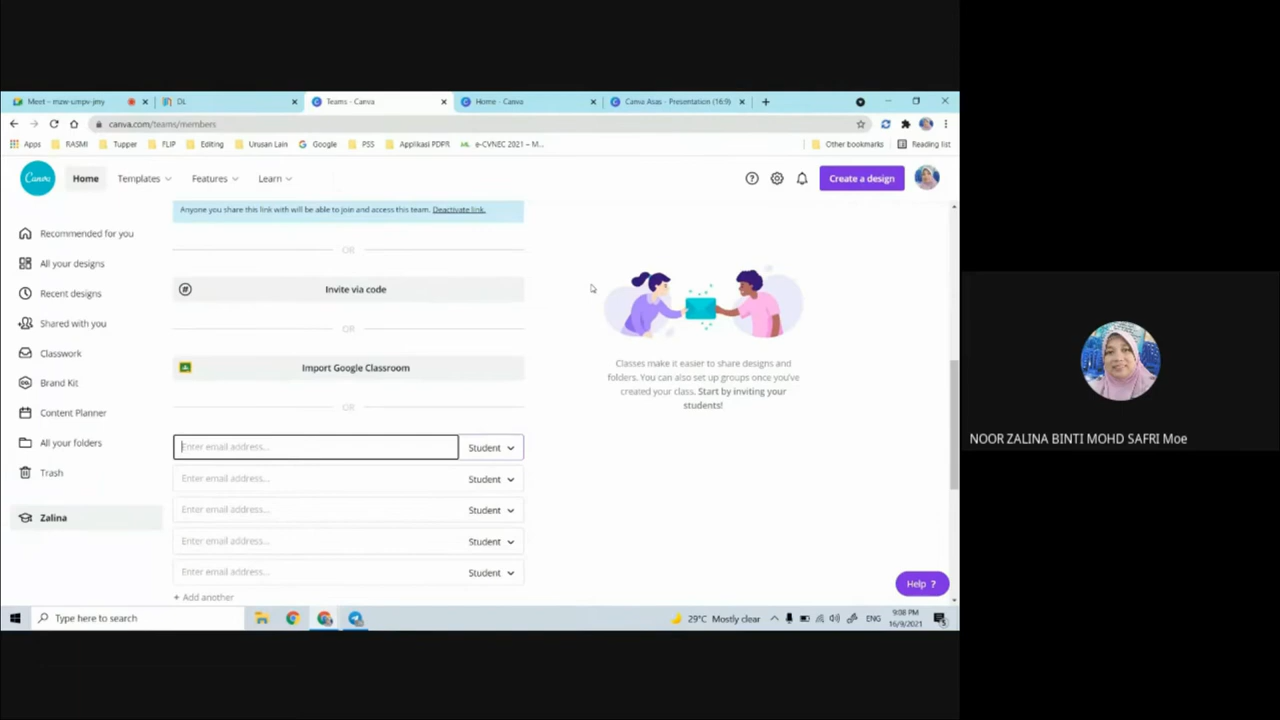 Meet – mzw-umpv-jmy
DL
Teams - Canva
Home - Canva
Canva Asas - Presentation (16:9)
canva.com/teams/members
Apps
RASMI
Tupper
FLIP
Editing
Urusan Lain
Google
PSS
Applikasi PDPR
e-CVNEC 2021 – M...
Other bookmarks
Reading list
Canva
Home
Templates
Features
Learn
Create a design
Anyone you share this link with will be able to join and access this team. Deactivate link.
Recommended for you
All your designs
Recent designs
Shared with you
Classwork
Brand Kit
Content Planner
All your folders
Trash
Zalina
OR
Invite via code
OR
Import Google Classroom
OR
Enter email address... Student
Enter email address... Student
Enter email address... Student
Enter email address... Student
Enter email address... Student
+ Add another
Classes make it easier to share designs and
folders. You can also set up groups once you've
created your class. Start by inviting your
students!
Help ?
Type here to search
29°C Mostly clear
ENG
9:08 PM
16/9/2021
NOOR ZALINA BINTI MOHD SAFRI Moe